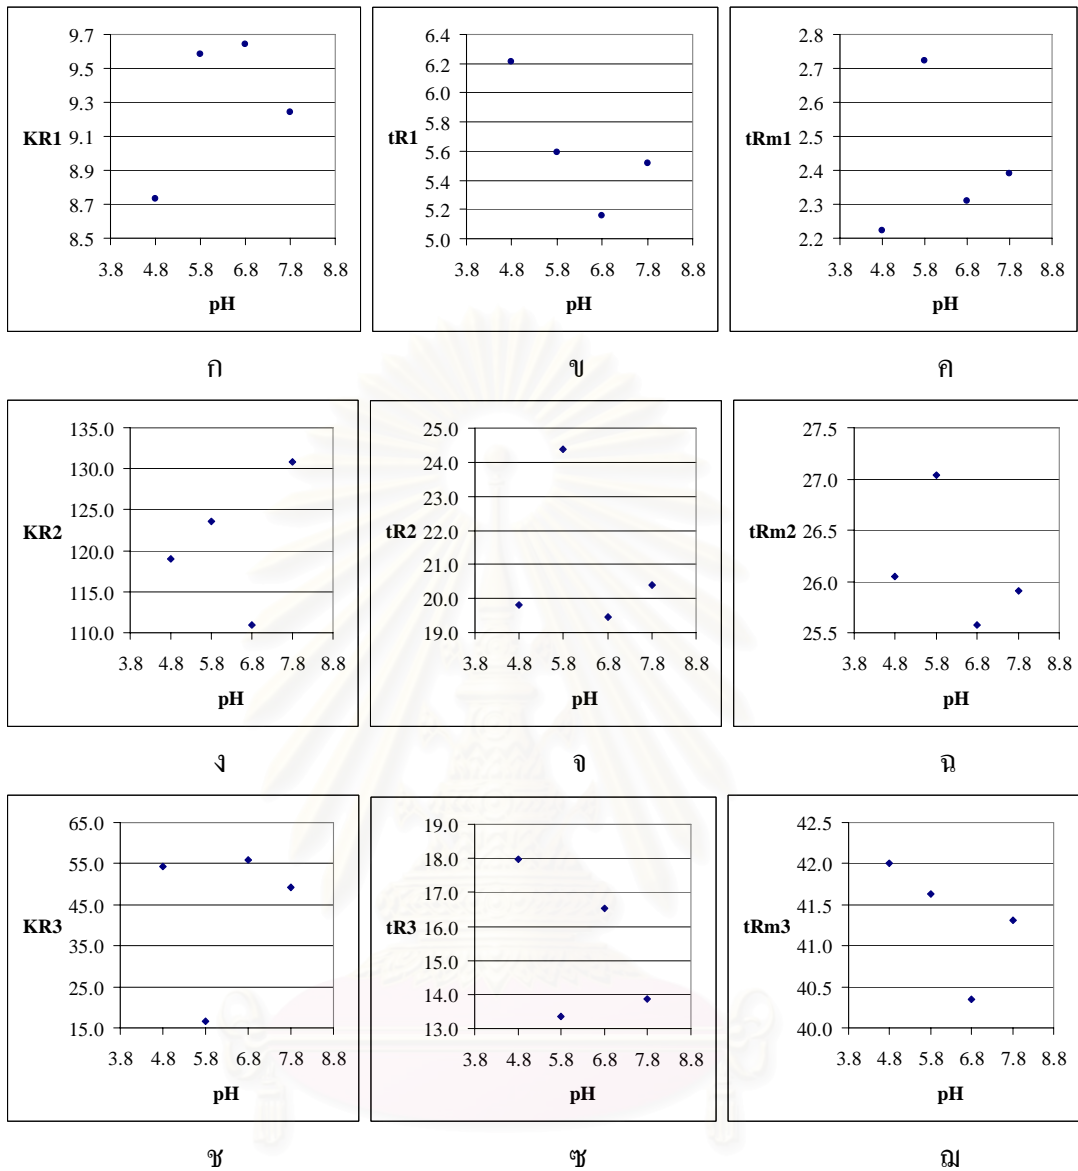 9.7
9.5
9.3
KR1 9.1
8.9
8.7
8.5
3.8 4.8 5.8 6.8 7.8 8.8
pH
ก
6.4
6.2
6.0
5.8
tR1
5.6
5.4
5.2
5.0
3.8 4.8 5.8 6.8 7.8 8.8
pH
ข
2.8
2.7
2.6
tRm1 2.5
2.4
2.3
2.2
3.8 4.8 5.8 6.8 7.8 8.8
pH
ค
135.0
130.0
125.0
KR2
120.0
115.0
110.0
3.8 4.8 5.8 6.8 7.8 8.8
pH
ง
25.0
24.0
23.0
tR2 22.0
21.0
20.0
19.0
3.8 4.8 5.8 6.8 7.8 8.8
pH
จ
27.5
27.0
tRm2 26.5
26.0
25.5
3.8 4.8 5.8 6.8 7.8 8.8
pH
ฉ
65.0
55.0
KR3 45.0
35.0
25.0
15.0
3.8 4.8 5.8 6.8 7.8 8.8
pH
ช
19.0
18.0
17.0
tR3 16.0
15.0
14.0
13.0
3.8 4.8 5.8 6.8 7.8 8.8
pH
ซ
42.5
42.0
41.5
tRm3
41.0
40.5
40.0
3.8 4.8 5.8 6.8 7.8 8.8
pH
ฌ